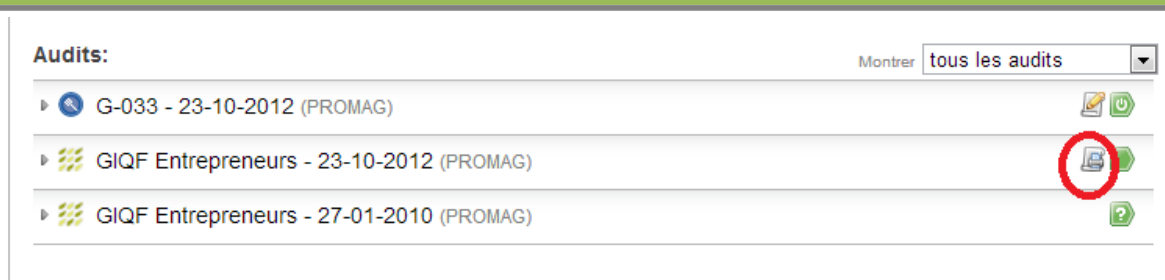 Audits:
Montrer tous les audits
G-033 - 23-10-2012 (PROMAG)
GIQF Entrepreneurs - 23-10-2012 (PROMAG)
GIQF Entrepreneurs - 27-01-2010 (PROMAG)
?